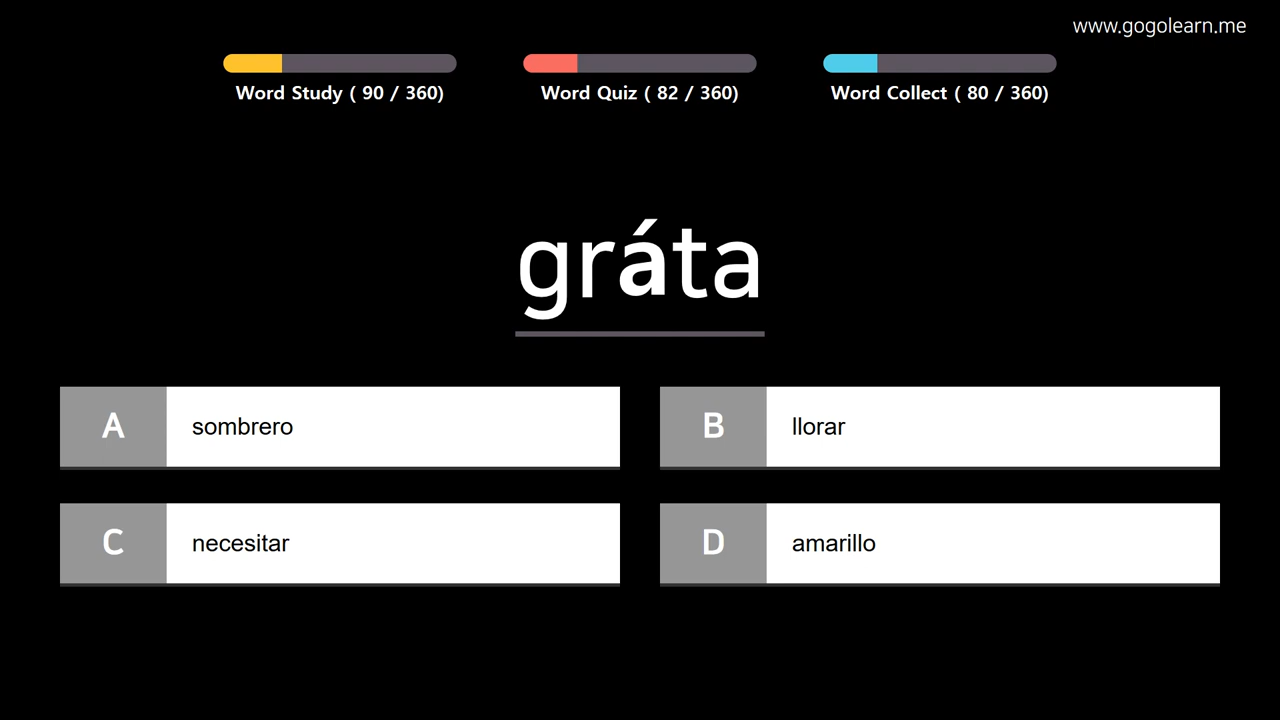 www.gogolearn.me
Word Study ( 90 / 360)
Word Quiz ( 82 / 360)
Word Collect ( 80 / 360)
gráta
A sombrero
B llorar
C necesitar
D amarillo